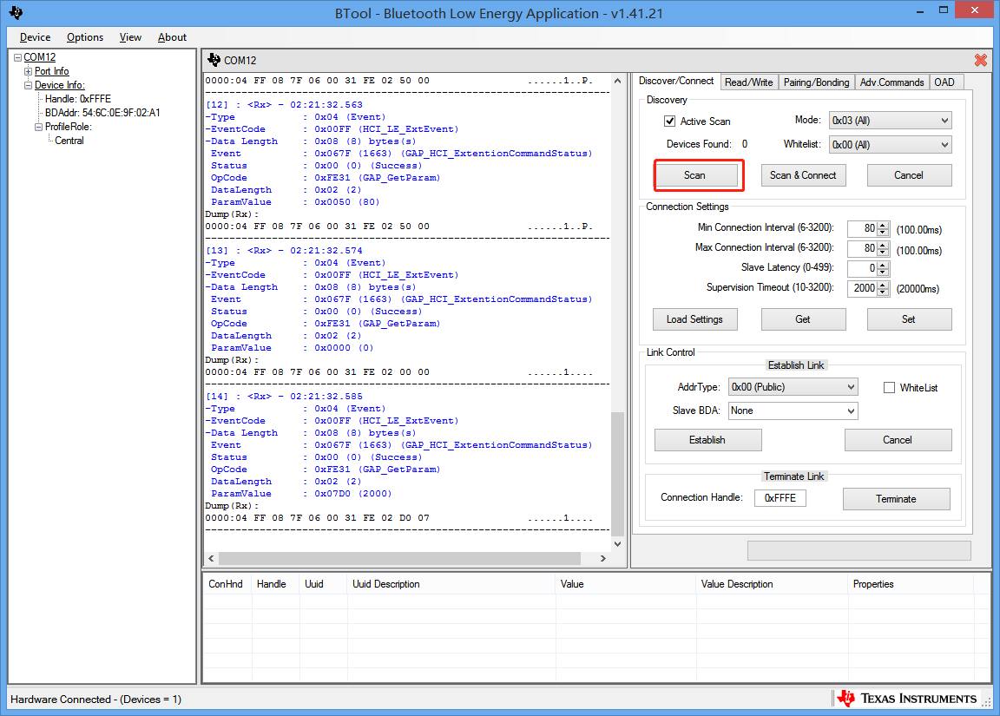 BTool - Bluetooth Low Energy Application - v1.41.21
Device Options View About
COM12
Port Info
Device Info:
Handle: 0xFFFE
BDAddr: 54:6C:0E:9F:02:A1
ProfileRole:
Central
COM12
0000:04 FF 08 7F 06 00 31 FE 02 50 00 ......1..P.
[12] : <Rx> - 02:21:32.563
-Type : 0x04 (Event)
-EventCode : 0x00FF (HCI_LE_ExtEvent)
-Data Length : 0x08 (8) bytes(s)
Event : 0x067F (1663) (GAP_HCI_ExtentionCommandStatus)
Status : 0x00 (0) (Success)
OpCode : 0xFE31 (GAP_GetParam)
DataLength : 0x02 (2)
ParamValue : 0x0050 (80)
Dump(Rx):
0000:04 FF 08 7F 06 00 31 FE 02 50 00 ......1..P.
[13] : <Rx> - 02:21:32.574
-Type : 0x04 (Event)
-EventCode : 0x00FF (HCI_LE_ExtEvent)
-Data Length : 0x08 (8) bytes(s)
Event : 0x067F (1663) (GAP_HCI_ExtentionCommandStatus)
Status : 0x00 (0) (Success)
OpCode : 0xFE31 (GAP_GetParam)
DataLength : 0x02 (2)
ParamValue : 0x0000 (0)
Dump(Rx):
0000:04 FF 08 7F 06 00 31 FE 02 00 00 ......1....
[14] : <Rx> - 02:21:32.585
-Type : 0x04 (Event)
-EventCode : 0x00FF (HCI_LE_ExtEvent)
-Data Length : 0x08 (8) bytes(s)
Event : 0x067F (1663) (GAP_HCI_ExtentionCommandStatus)
Status : 0x00 (0) (Success)
OpCode : 0xFE31 (GAP_GetParam)
DataLength : 0x02 (2)
ParamValue : 0x07D0 (2000)
Dump(Rx):
0000:04 FF 08 7F 06 00 31 FE 02 D0 07 ......1....
Discover/Connect Read/Write Pairing/Bonding Adv.Commands OAD
Discovery
Active Scan Mode: 0x03 (All)
Devices Found: 0 Whitelist: 0x00 (All)
Scan Scan & Connect Cancel
Connection Settings
Min Connection Interval (6-3200): 80 (100.00ms)
Max Connection Interval (6-3200): 80 (100.00ms)
Slave Latency (0-499): 0
Supervision Timeout (10-3200): 2000 (20000ms)
Load Settings Get Set
Link Control
Establish Link
AddrType: 0x00 (Public) WhiteList
Slave BDA: None
Establish Cancel
Terminate Link
Connection Handle: 0xFFFE Terminate
ConHnd Handle Uuid Uuid Description Value Value Description Properties
Hardware Connected - (Devices = 1) TEXAS INSTRUMENTS